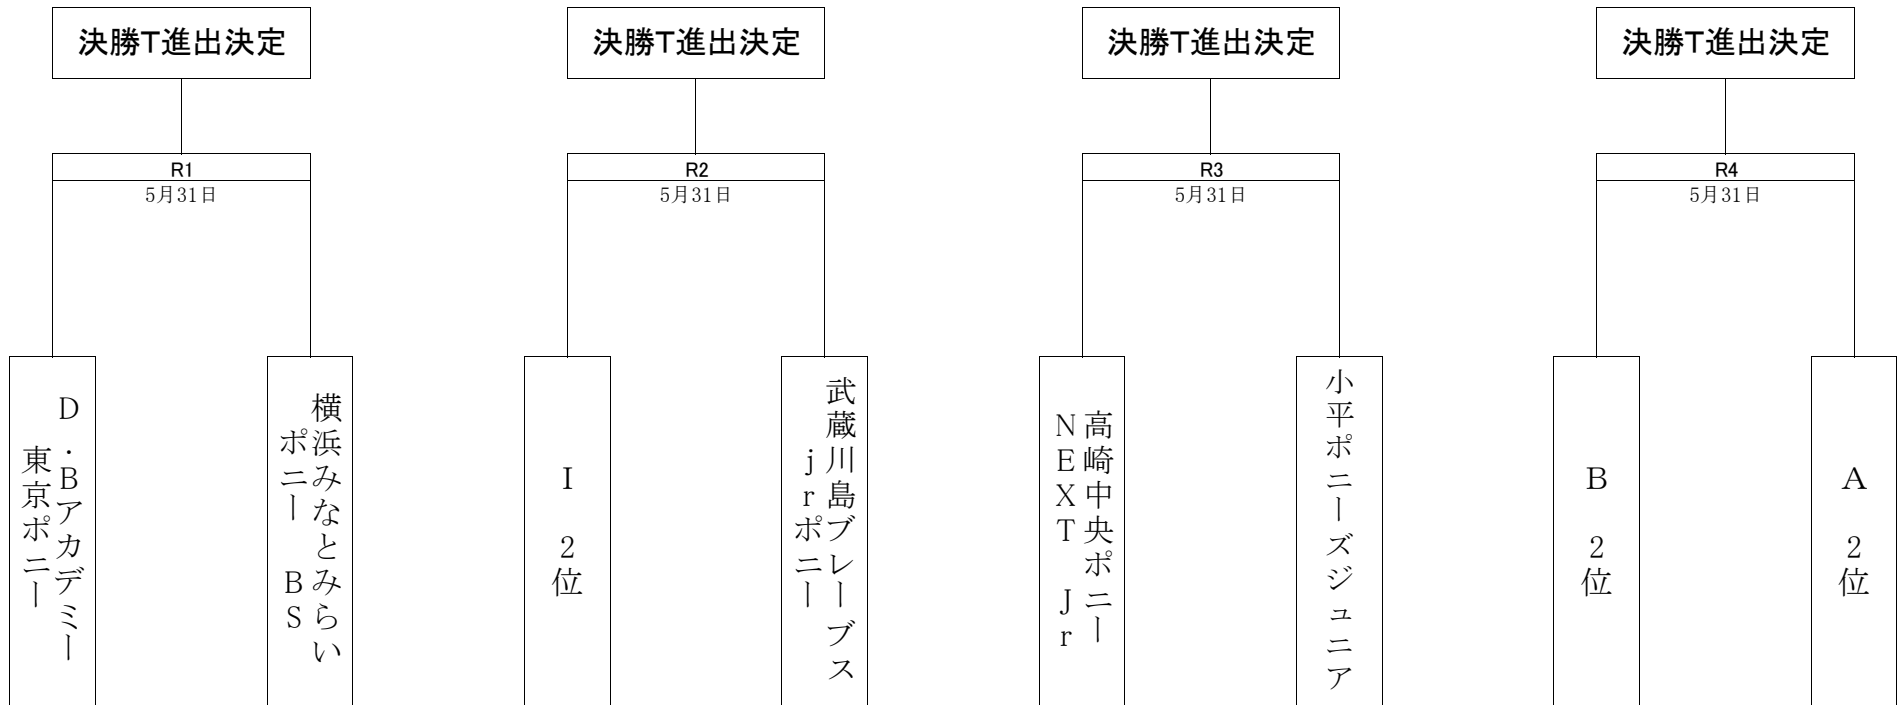 決勝T進出決定
決勝T進出決定
決勝T進出決定
決勝T進出決定
R1
R2
R3
R4
5月31日
5月31日
5月31日
5月31日
D.Bアカデミー
東京ポニー
横浜みなとみらい
ポニー BS
I 2位
武蔵川島ブレーブス
jrポニー
高崎中央ポニー
NEXT Jr
小平ポニーズジュニア
B 2位
A 2位